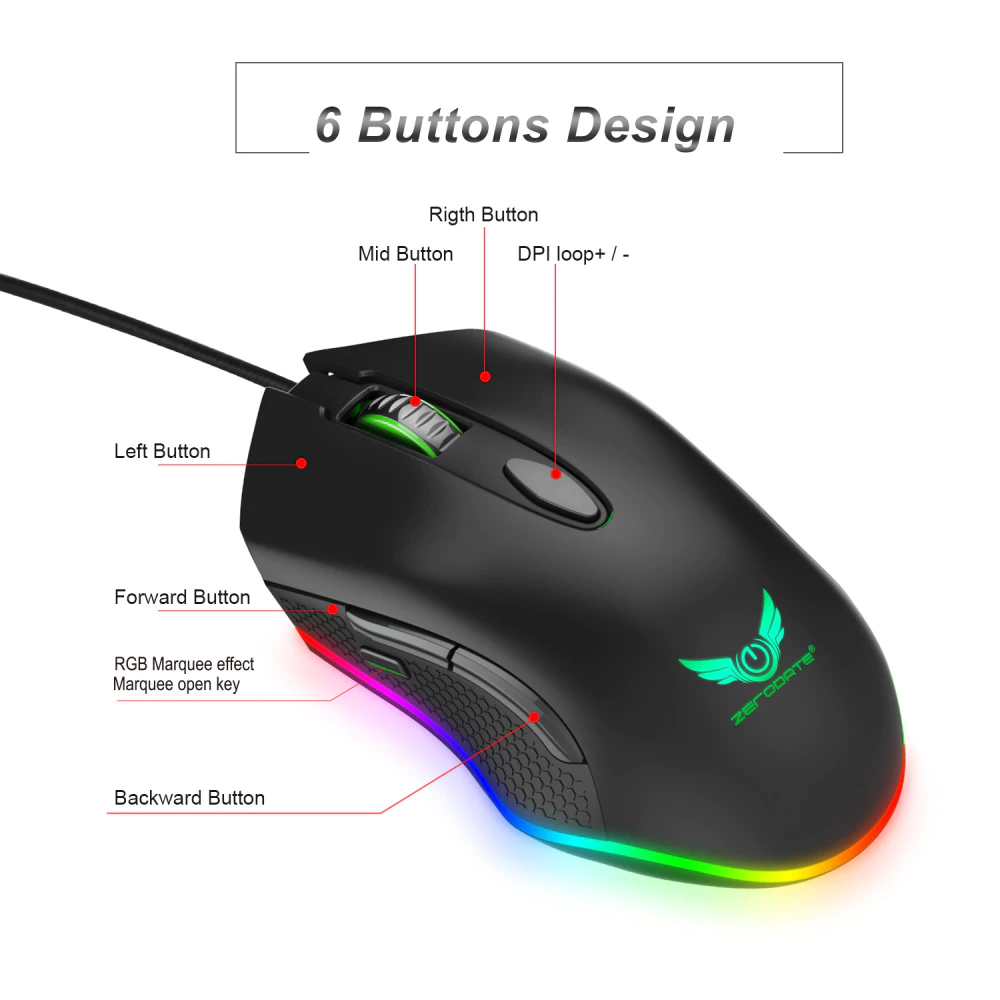 6 Buttons Design
Rigth Button
Mid Button
DPI loop+ / -
Left Button
Forward Button
RGB Marquee effect
Marquee open key
ZERODATE®
Backward Button